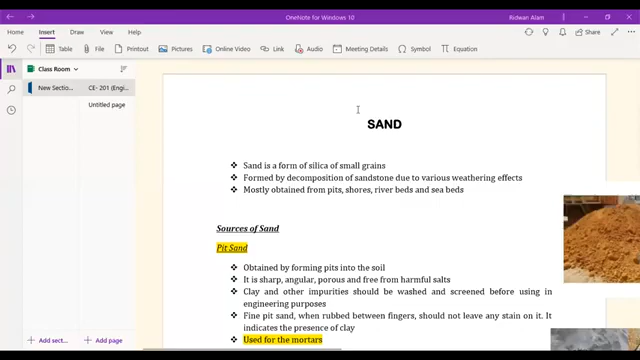 OneNote for Windows 10
Ridwan Alam
Home Insert Draw View Help Share
Table File Printout Pictures Online Video Link Audio Meeting Details Symbol Equation
Class Room
New Sectio...
CE- 201 (Engi...
Untitled page
SAND
❖ Sand is a form of silica of small grains
❖ Formed by decomposition of sandstone due to various weathering effects
❖ Mostly obtained from pits, shores, river beds and sea beds
Sources of Sand
Pit Sand
❖ Obtained by forming pits into the soil
❖ It is sharp, angular, porous and free from harmful salts
❖ Clay and other impurities should be washed and screened before using in
engineering purposes
❖ Fine pit sand, when rubbed between fingers, should not leave any stain on it. It
indicates the presence of clay
❖ Used for the mortars
+ Add sect...
+ Add page